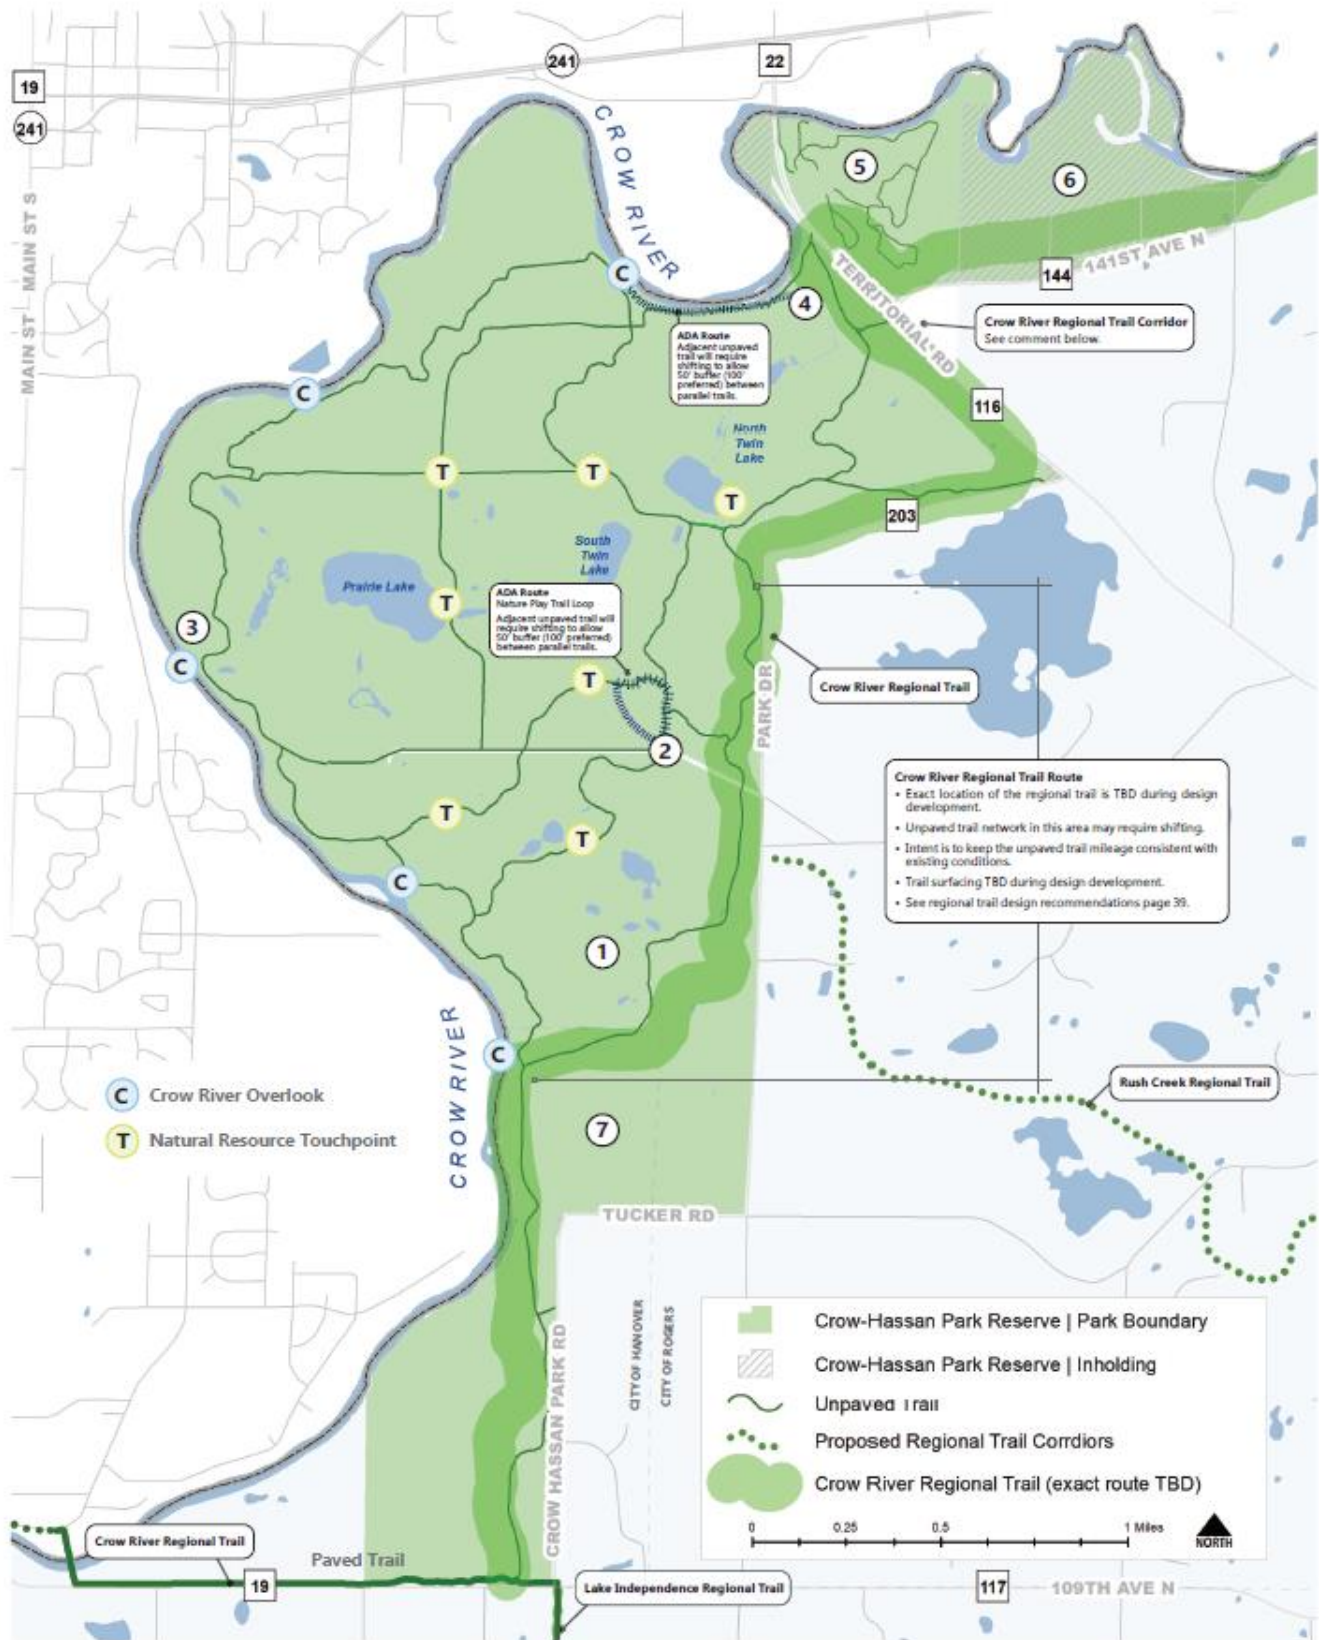 241
22
19
241
CROW RIVER
5
6
MAIN ST S
MAIN ST
TERRITORIAL RD
144
141ST AVE N
C
4
ADA Route
Adjacent unpaved
trail will require
shifting to allow
50' buffer (100'
preferred) between
parallel trails.
Crow River Regional Trail Corridor
See comment below.
C
116
North
Twin
Lake
T
T
T
203
South
Twin
Lake
Prairie Lake
T
ADA Route
Nature Play Trail Loop
Adjacent unpaved trail will
require shifting to allow
50' buffer (100' preferred)
between parallel trails.
3
C
T
Crow River Regional Trail
PARK DR
2
Crow River Regional Trail Route
• Exact location of the regional trail is TBD during design
development.
• Unpaved trail network in this area may require shifting.
• Intent is to keep the unpaved trail mileage consistent with
existing conditions.
• Trail surfacing TBD during design development.
• See regional trail design recommendations page 39.
T
T
C
1
CROW RIVER
C
Rush Creek Regional Trail
C Crow River Overlook
T Natural Resource Touchpoint
7
TUCKER RD
CITY OF HANOVER
CITY OF ROGERS
CROW HASSAN PARK RD
Crow-Hassan Park Reserve | Park Boundary
Crow-Hassan Park Reserve | Inholding
Unpaved Trail
Proposed Regional Trail Corrdiors
Crow River Regional Trail (exact route TBD)
0 0.25 0.5 1 Miles
NORTH
Crow River Regional Trail
Paved Trail
19
Lake Independence Regional Trail
117
109TH AVE N